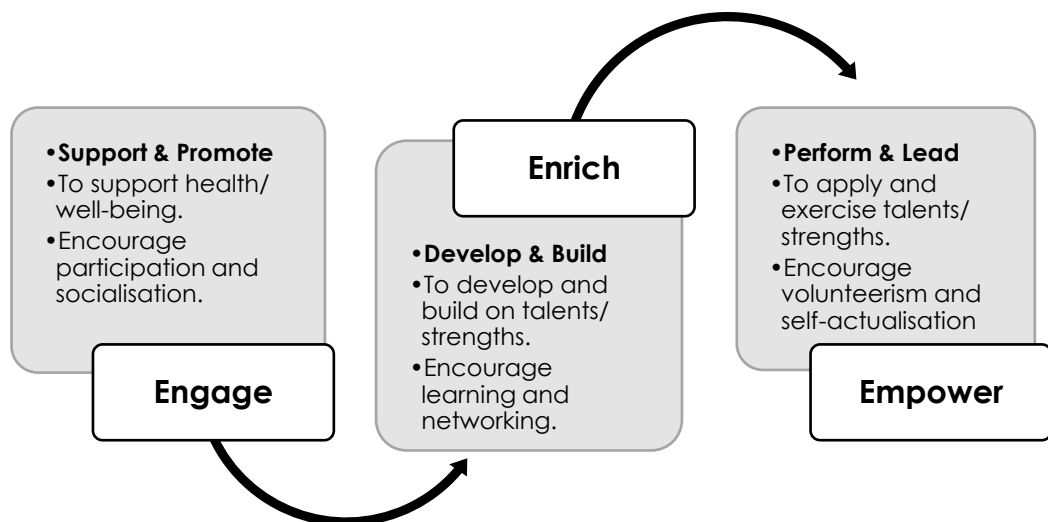 •Support & Promote
•To support health/
well-being.
•Encourage
participation and
socialisation.
Engage
Enrich
•Develop & Build
•To develop and
build on talents/
strengths.
•Encourage
learning and
networking.
•Perform & Lead
•To apply and
exercise talents/
strengths.
•Encourage
volunteerism and
self-actualisation
Empower